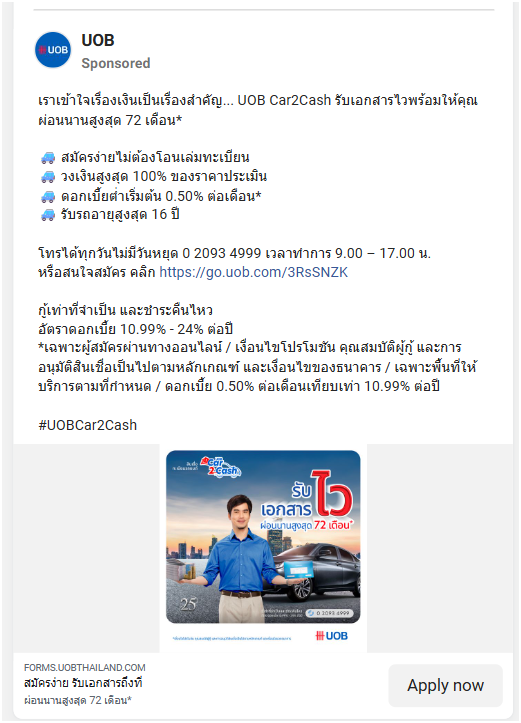 UOB
UOB
Sponsored
เราเข้าใจเรื่องเงินเป็นเรื่องสำคัญ... UOB Car2Cash รับเอกสารไวพร้อมให้คุณ
ผ่อนนานสูงสุด 72 เดือน*
🚙 สมัครง่ายไม่ต้องโอนเล่มทะเบียน
🚙 วงเงินสูงสุด 100% ของราคาประเมิน
🚙 ดอกเบี้ยต่ำเริ่มต้น 0.50% ต่อเดือน*
🚙 รับรถอายุสูงสุด 16 ปี
โทรได้ทุกวันไม่มีวันหยุด 0 2093 4999 เวลาทำการ 9.00 – 17.00 น.
หรือสนใจสมัคร คลิก https://go.uob.com/3RsSNZK
กู้เท่าที่จำเป็น และชำระคืนไหว
อัตราดอกเบี้ย 10.99% - 24% ต่อปี
*เฉพาะผู้สมัครผ่านทางออนไลน์ / เงื่อนไขโปรโมชัน คุณสมบัติผู้กู้ และการ
อนุมัติสินเชื่อเป็นไปตามหลักเกณฑ์ และเงื่อนไขของธนาคาร / เฉพาะพื้นที่ให้
บริการตามที่กำหนด / ดอกเบี้ย 0.50% ต่อเดือนเทียบเท่า 10.99% ต่อปี
#UOBCar2Cash
Car
2Cash
รับ ไว
เอกสาร
ผ่อนนานสูงสุด 72 เดือน*
25
0 2093 4999
UOB
FORMS.UOBTHAILAND.COM
สมัครง่าย รับเอกสารถึงที่
ผ่อนนานสูงสุด 72 เดือน*
Apply now